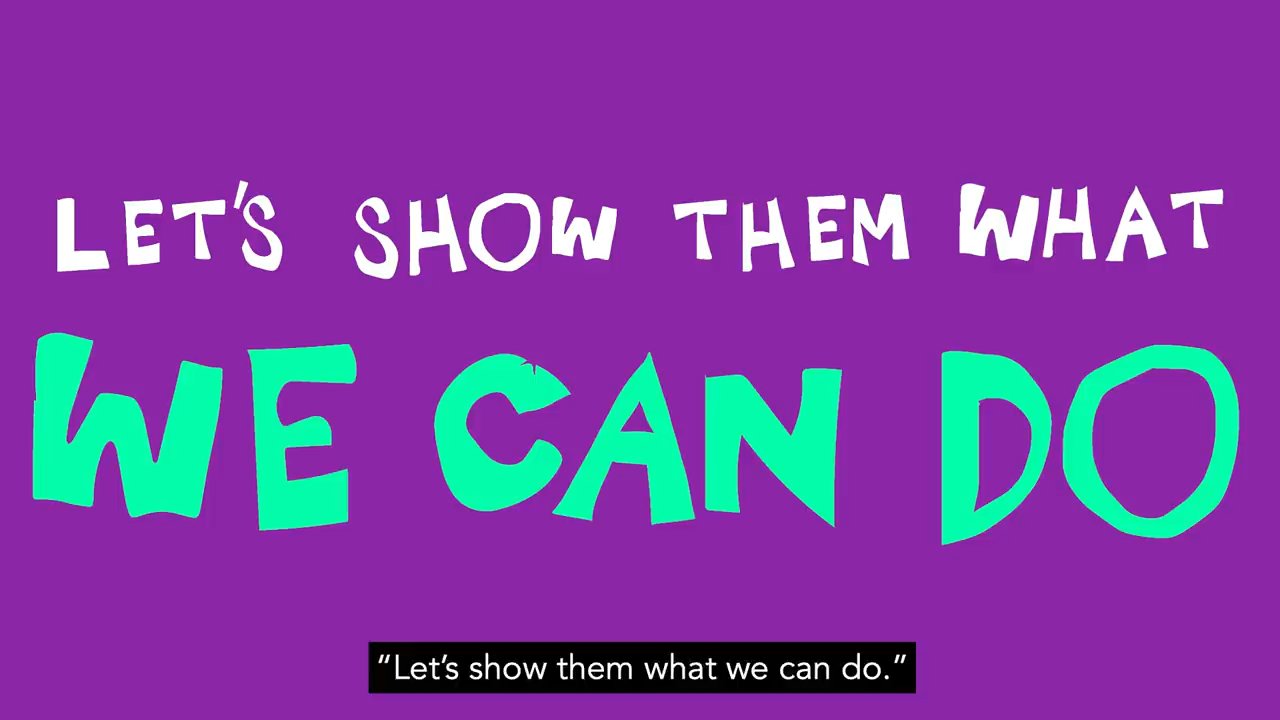 LET'S SHOW THEM WHAT
WE CAN DO
“Let's show them what we can do.”